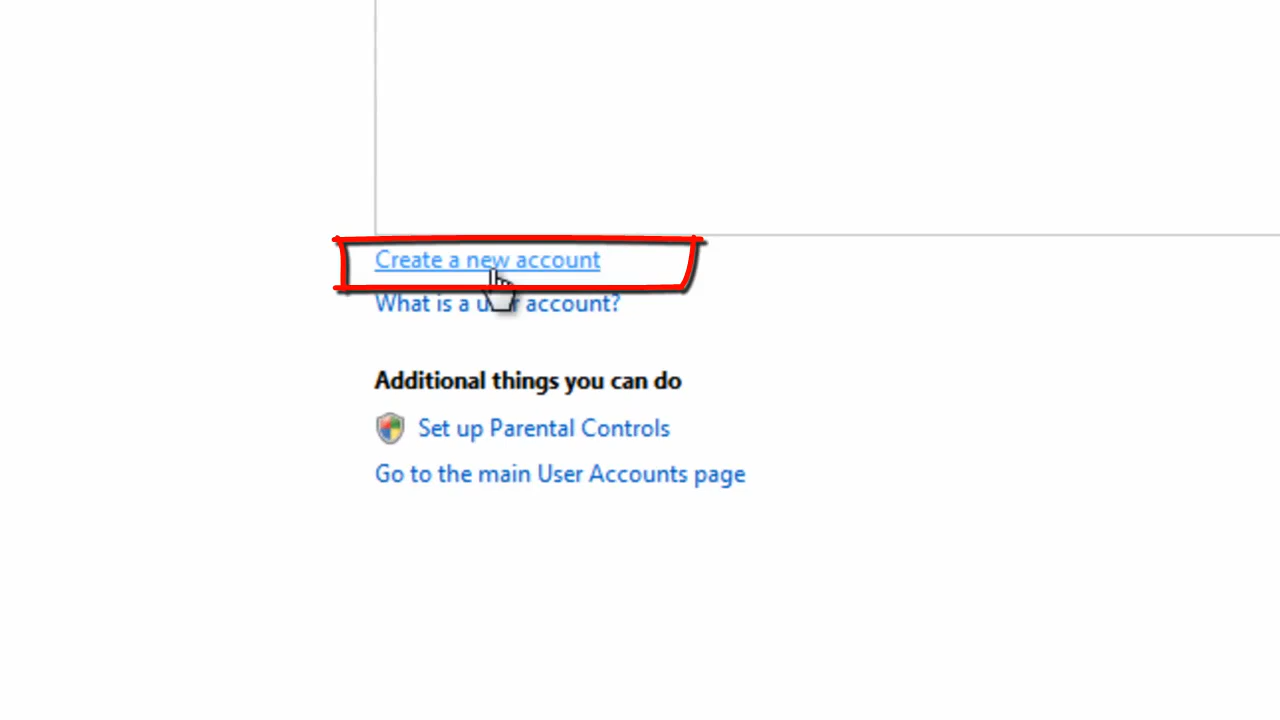 Create a new account
What is a user account?
Additional things you can do
Set up Parental Controls
Go to the main User Accounts page